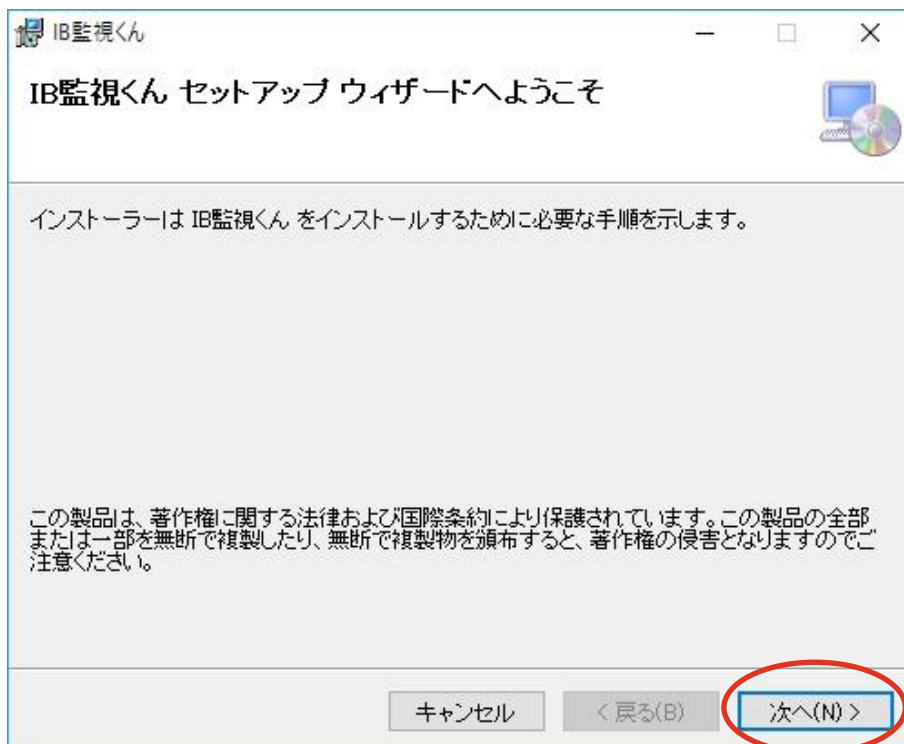 IB監視くん
IB監視くん セットアップ ウィザードへようこそ
インストーラーは IB監視くん をインストールするために必要な手順を示します。
この製品は、著作権に関する法律および国際条約により保護されています。この製品の全部
または一部を無断で複製したり、無断で複製物を頒布すると、著作権の侵害となりますのでご
注意ください。
キャンセル < 戻る(B) 次へ(N) >